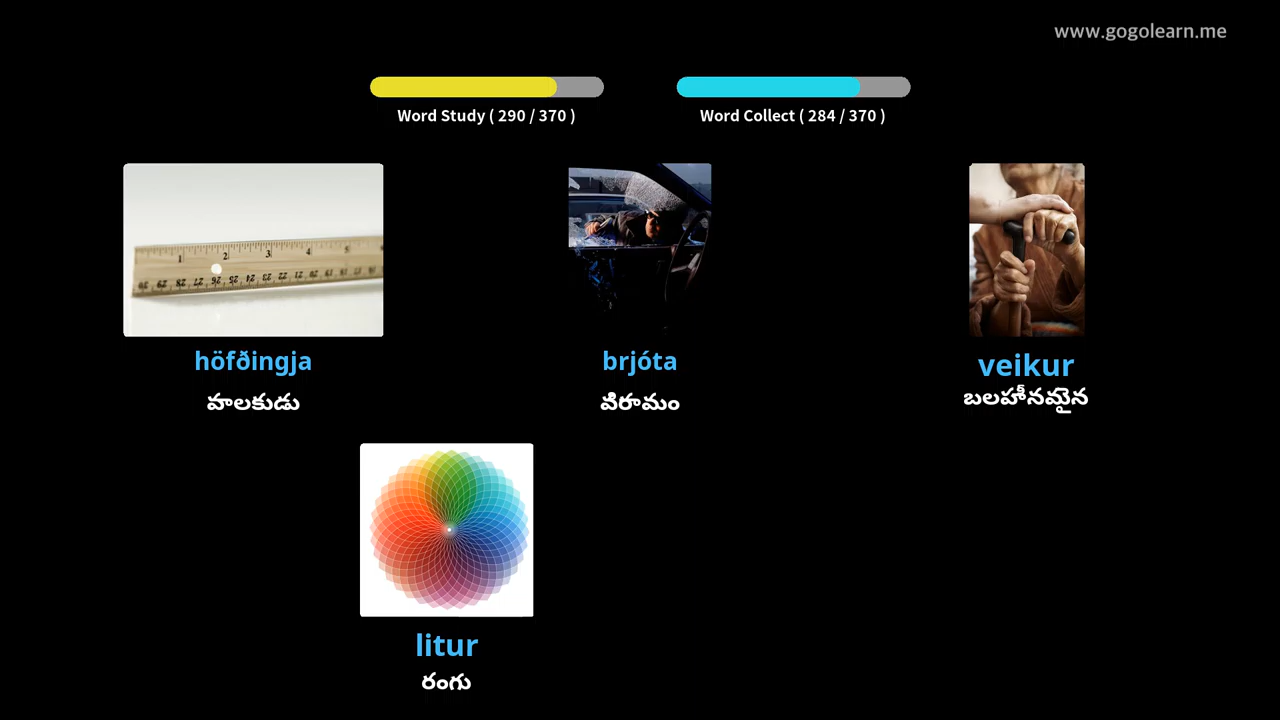 www.gogolearn.me
Word Study ( 290 / 370 )
Word Collect ( 284 / 370 )
höfðingja
brjóta
veikur
పాలకుడు
విరామం
బలహీనమైన
litur
రంగు